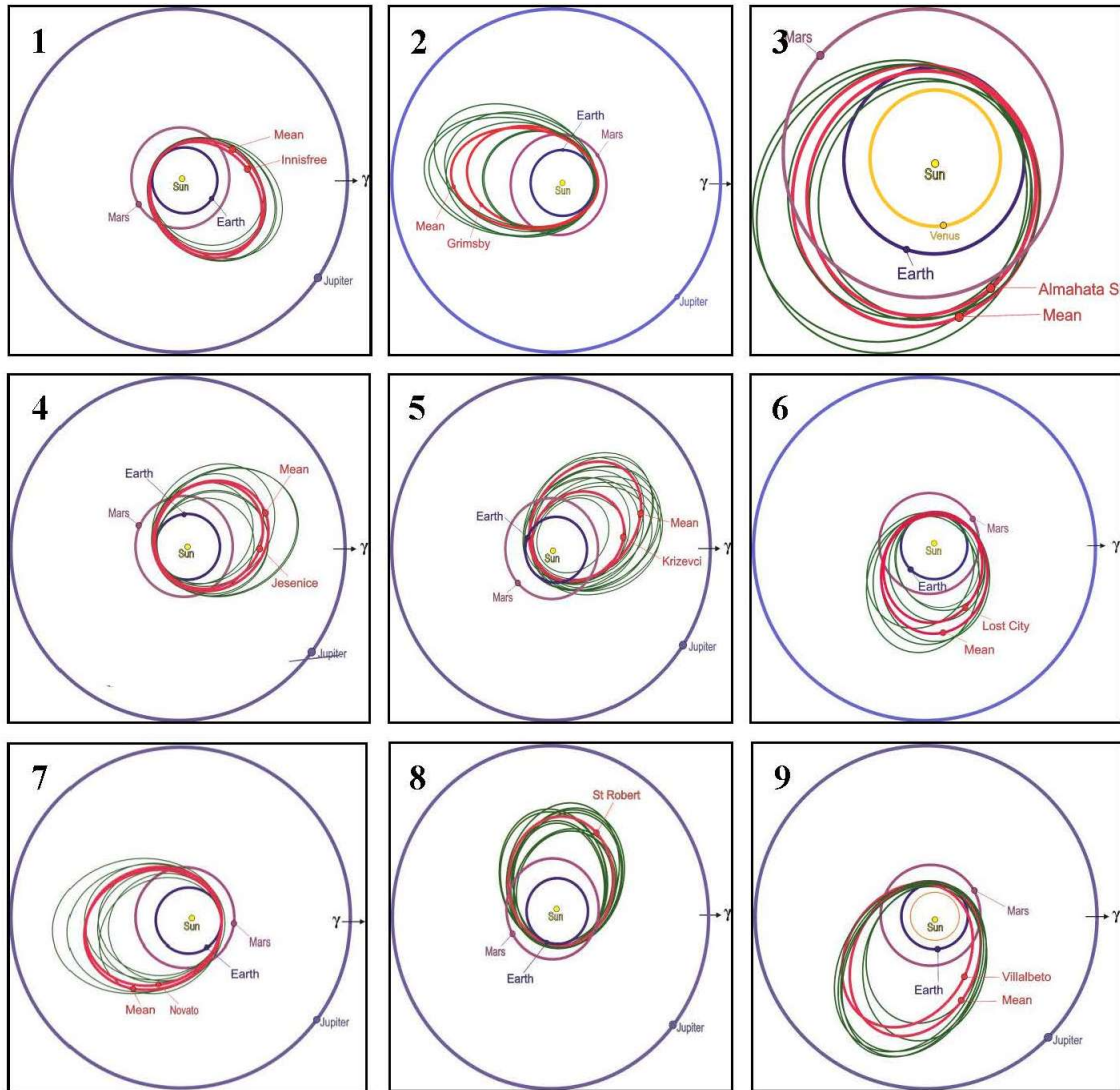 1
Mean
Innisfree
Sun
Mars
Earth
γ
Jupiter
2
Earth
Mars
Sun
γ
Mean
Grimsby
Jupiter
3
Mars
Sun
Venus
Earth
Almahata S
Mean
4
Earth
Mean
Mars
Sun
γ
Jesenice
Jupiter
5
Earth
Mean
Sun
γ
Krizevci
Mars
Jupiter
6
Mars
Sun
γ
Earth
Lost City
Mean
7
Sun
γ
Mars
Earth
Mean
Novato
Jupiter
8
St Robert
Sun
γ
Mars
Earth
Jupiter
9
Mars
Sun
γ
Earth
Villalbeto
Mean
Jupiter